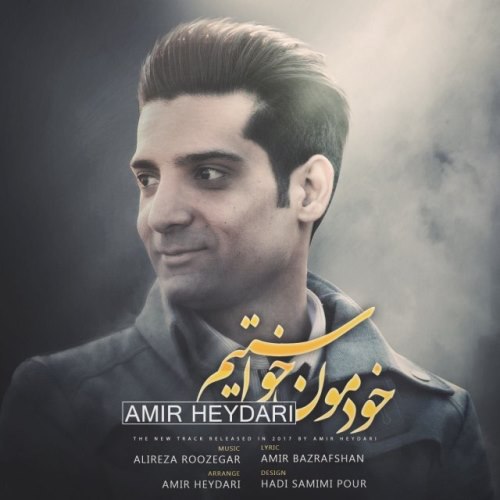 خودمون خواستیم
AMIR HEYDARI
THE NEW TRACK RELEASED IN 2017 BY AMIR HEYDARI
MUSIC LYRIC
ALIREZA ROOZEGAR AMIR BAZRAFSHAN
ARRANGE DESIGN
AMIR HEYDARI HADI SAMIMI POUR